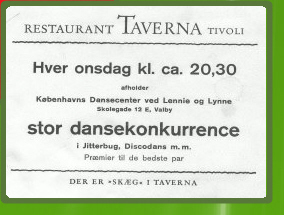 RESTAURANT TAVERNA TIVOLI
Hver onsdag kl. ca. 20,30
afholder
Københavns Dansecenter ved Lennie og Lynne
Skolegade 12 E, Valby
stor dansekonkurrence
i Jitterbug, Discodans m.m.
Præmier til de bedste par
DER ER »SKÆG« I TAVERNA